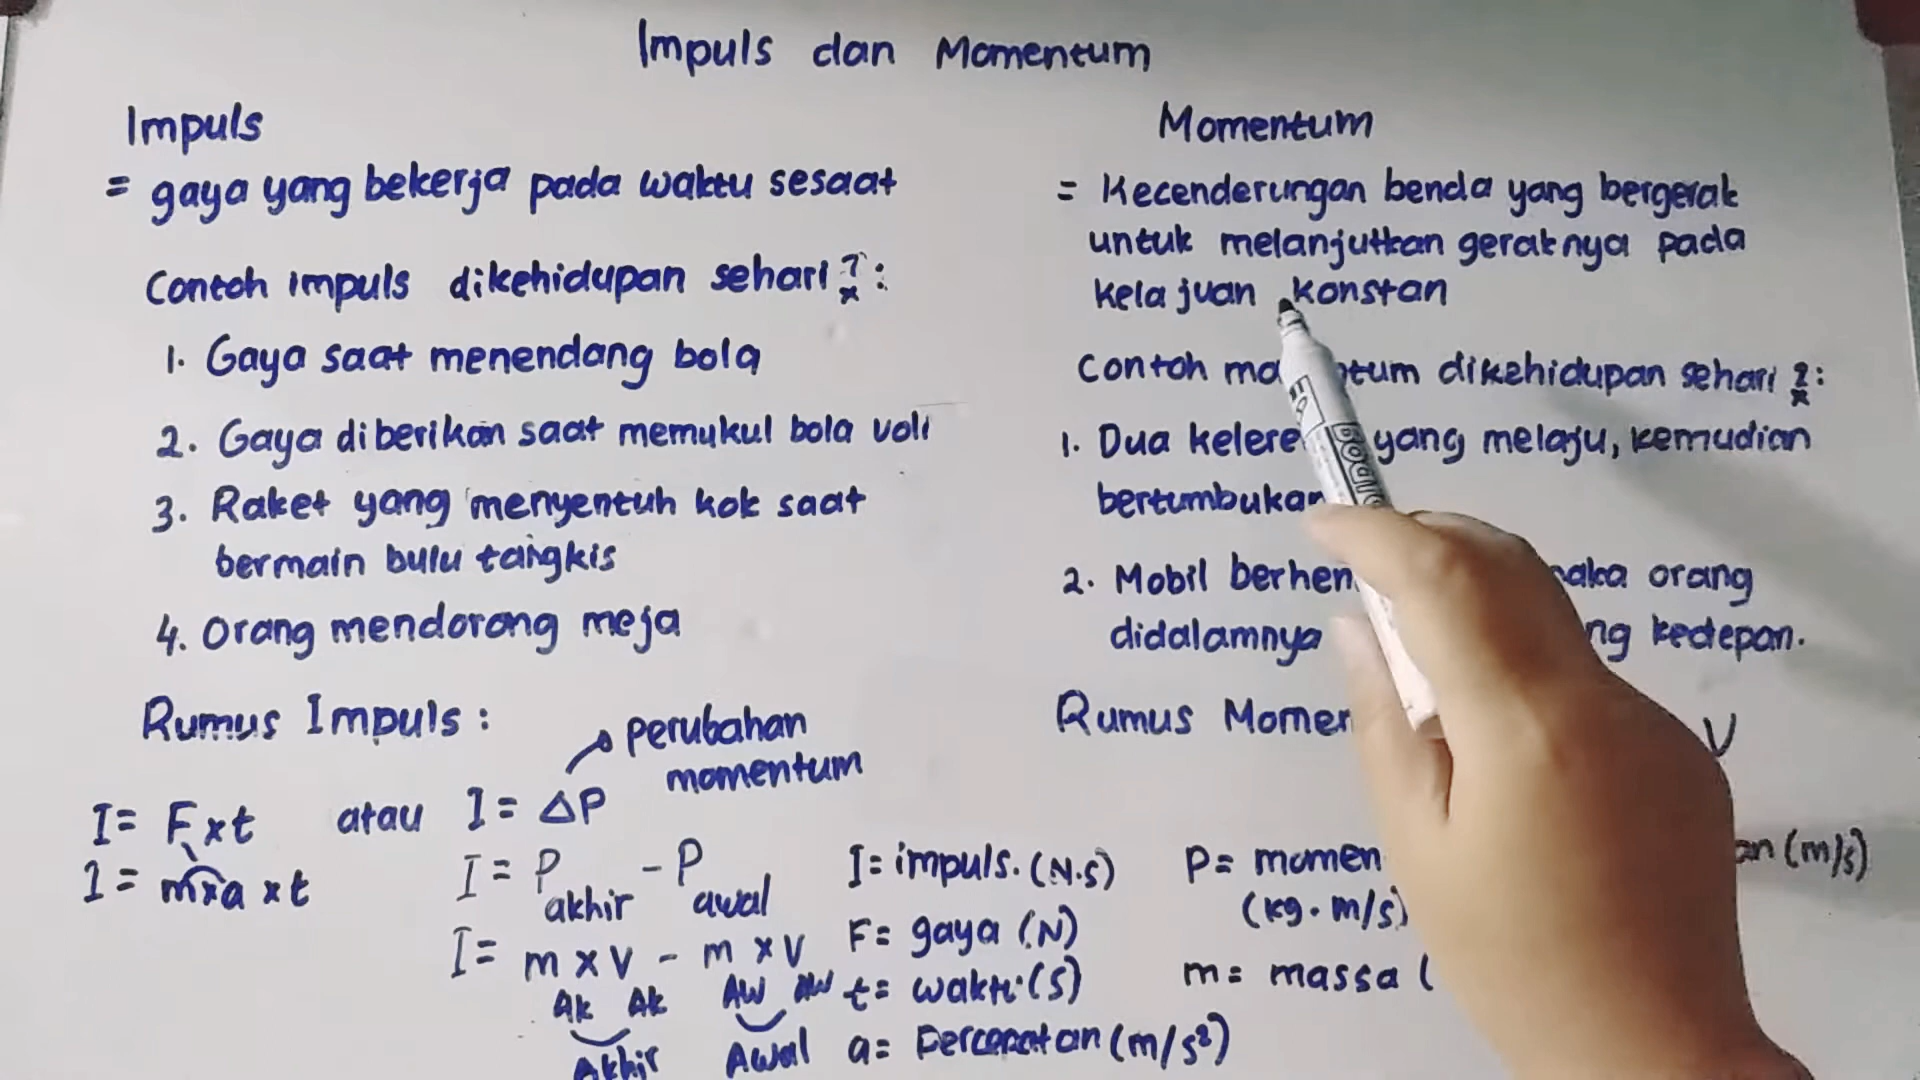 Impuls dan Momentum
Impuls
= gaya yang bekerja pada waktu sesaat
Contoh impuls dikehidupan sehari 2x :
1. Gaya saat menendang bola
2. Gaya diberikan saat memukul bola voli
3. Raket yang menyentuh kok saat
bermain bulu tangkis
4. Orang mendorong meja
Rumus Impuls :
perubahan
momentum
I = F x t atau I = ΔP
I = m x a x t
I = P akhir - P awal
I = m x V - m x V
Ak Ak AW AW
Akhir Awal
I = impuls. (N.s)
F = gaya (N)
t = waktu (s)
a = percepatan (m/s²)
Momentum
= Kecenderungan benda yang bergerak
untuk melanjutkan geraknya pada
kelajuan konstan
Contoh mo tum dikehidupan sehari 2x :
1. Dua kelere yang melaju, kemudian
bertumbukan
2. Mobil berhen aka orang
didalamnya ng kedepan.
Rumus Momen V
P = momen an (m/s)
(kg. m/s)
m = massa (